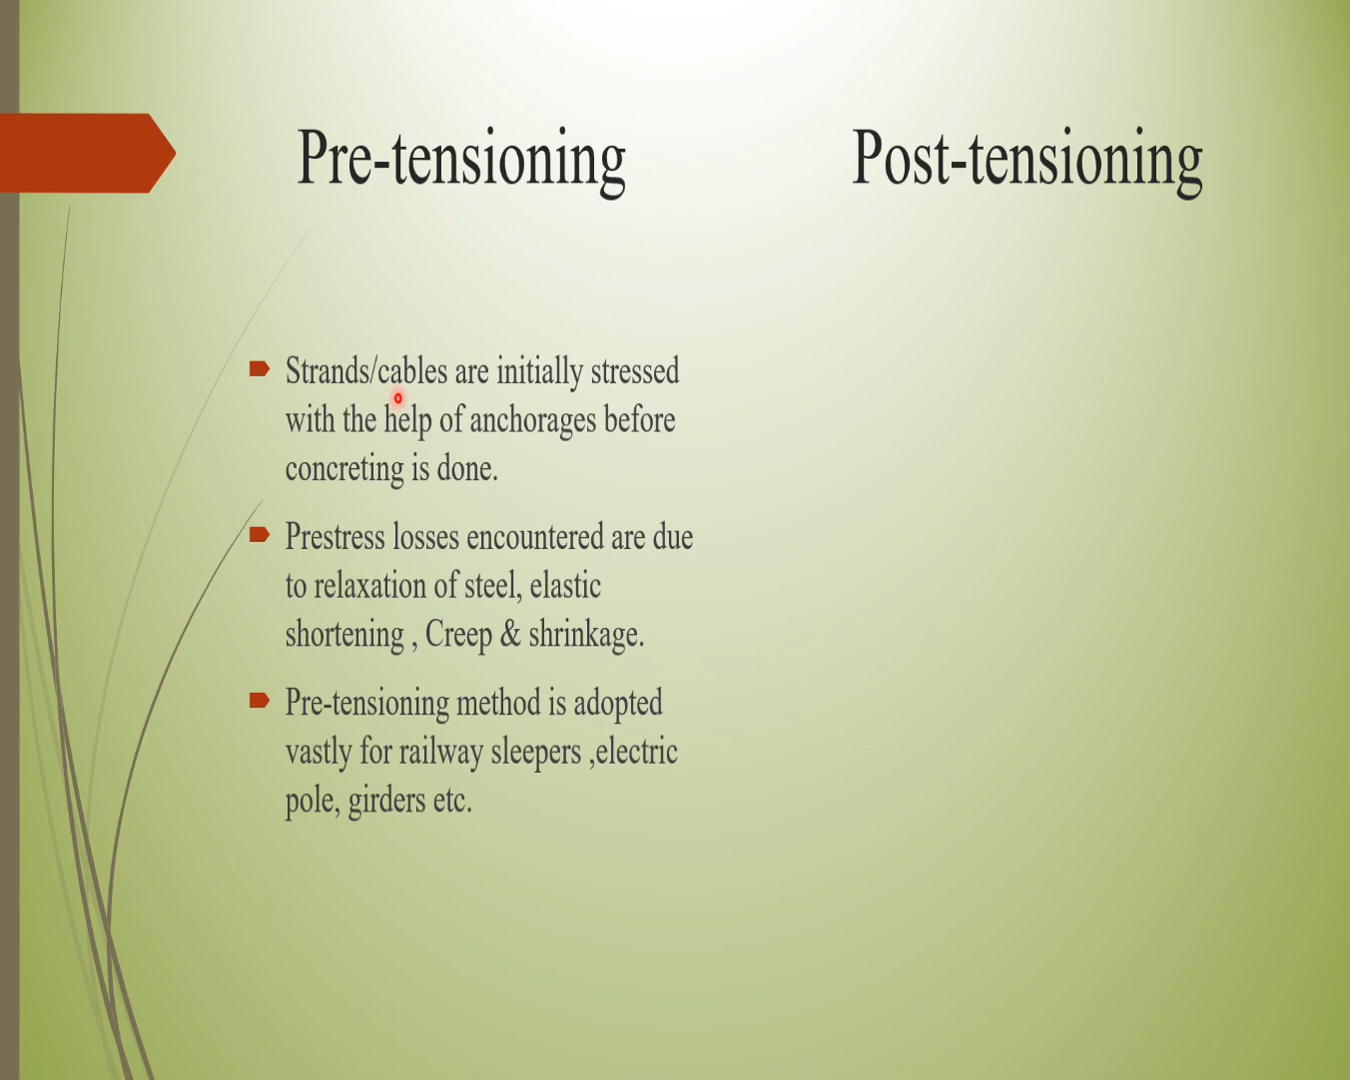 Pre-tensioning
Post-tensioning
Strands/cables are initially stressed
with the help of anchorages before
concreting is done.
Prestress losses encountered are due
to relaxation of steel, elastic
shortening , Creep & shrinkage.
Pre-tensioning method is adopted
vastly for railway sleepers ,electric
pole, girders etc.